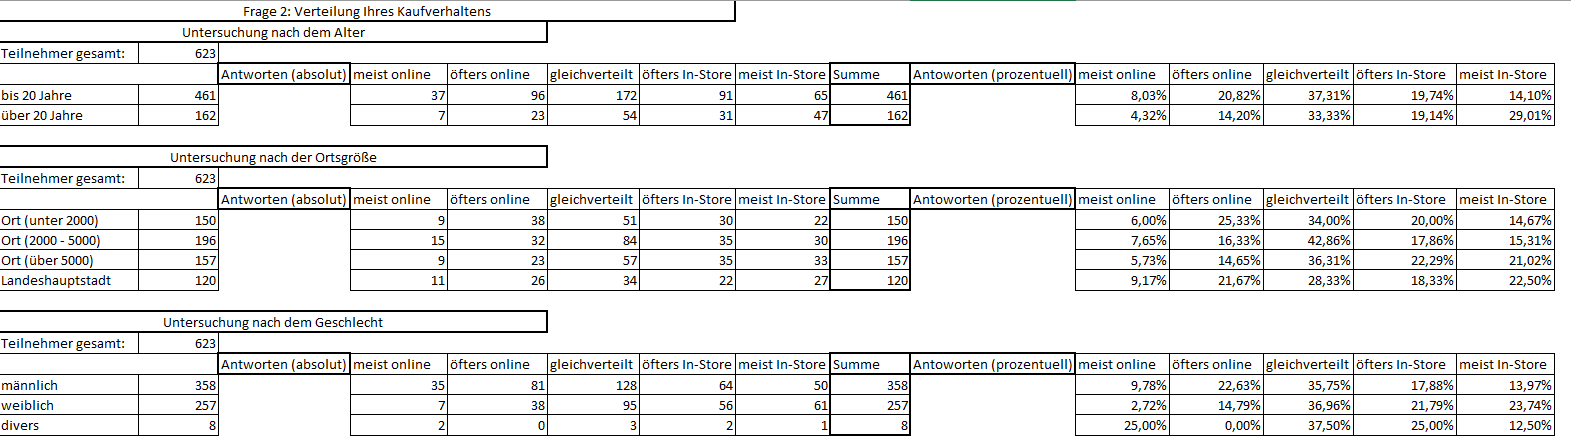 Frage 2: Verteilung Ihres Kaufverhaltens
Untersuchung nach dem Alter
Teilnehmer gesamt: 623
Antworten (absolut) meist online öfters online gleichverteilt öfters In-Store meist In-Store Summe Antoworten (prozentuell) meist online öfters online gleichverteilt öfters In-Store meist In-Store
bis 20 Jahre 461 37 96 172 91 65 461 8,03% 20,82% 37,31% 19,74% 14,10%
über 20 Jahre 162 7 23 54 31 47 162 4,32% 14,20% 33,33% 19,14% 29,01%
Untersuchung nach der Ortsgröße
Teilnehmer gesamt: 623
Antworten (absolut) meist online öfters online gleichverteilt öfters In-Store meist In-Store Summe Antoworten (prozentuell) meist online öfters online gleichverteilt öfters In-Store meist In-Store
Ort (unter 2000) 150 9 38 51 30 22 150 6,00% 25,33% 34,00% 20,00% 14,67%
Ort (2000 - 5000) 196 15 32 84 35 30 196 7,65% 16,33% 42,86% 17,86% 15,31%
Ort (über 5000) 157 9 23 57 35 33 157 5,73% 14,65% 36,31% 22,29% 21,02%
Landeshauptstadt 120 11 26 34 22 27 120 9,17% 21,67% 28,33% 18,33% 22,50%
Untersuchung nach dem Geschlecht
Teilnehmer gesamt: 623
Antworten (absolut) meist online öfters online gleichverteilt öfters In-Store meist In-Store Summe Antoworten (prozentuell) meist online öfters online gleichverteilt öfters In-Store meist In-Store
männlich 358 35 81 128 64 50 358 9,78% 22,63% 35,75% 17,88% 13,97%
weiblich 257 7 38 95 56 61 257 2,72% 14,79% 36,96% 21,79% 23,74%
divers 8 2 0 3 2 1 8 25,00% 0,00% 37,50% 25,00% 12,50%